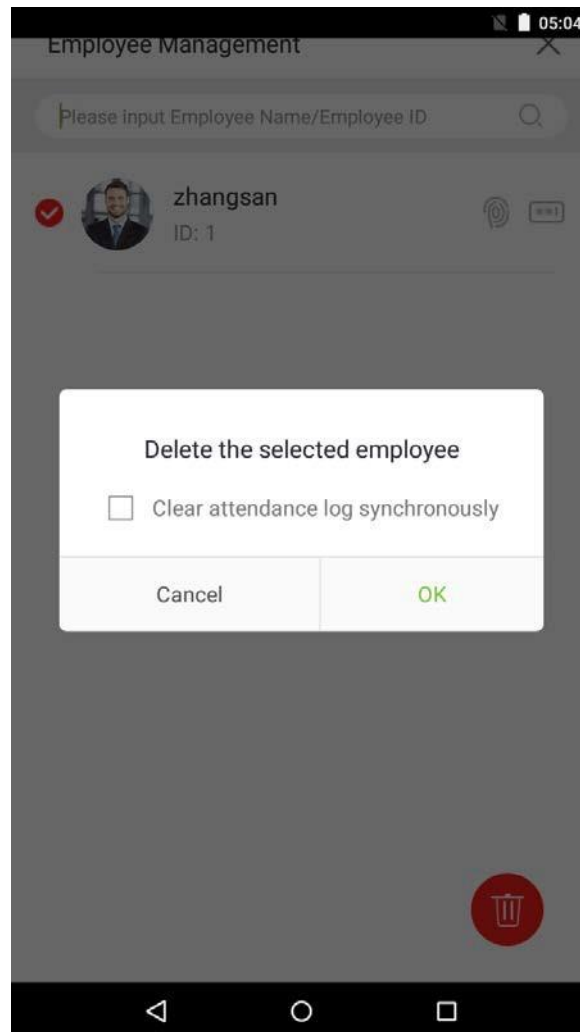 05:04
Employee Management
Please input Employee Name/Employee ID
zhangsan
ID: 1
Delete the selected employee
Clear attendance log synchronously
Cancel
OK